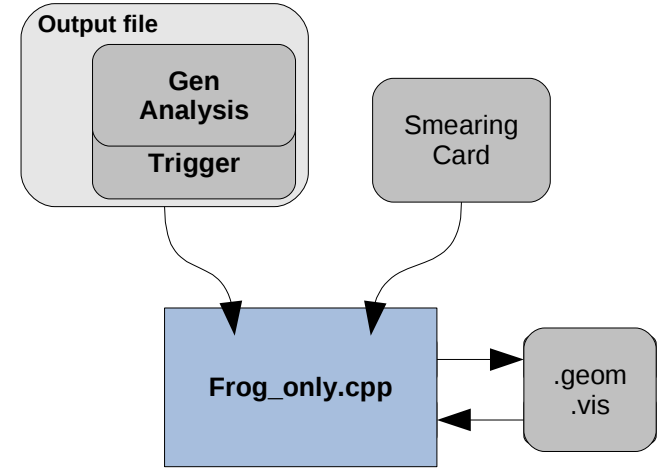 Output file
Gen
Analysis
Trigger
Smearing
Card
Frog_only.cpp
.geom
.vis